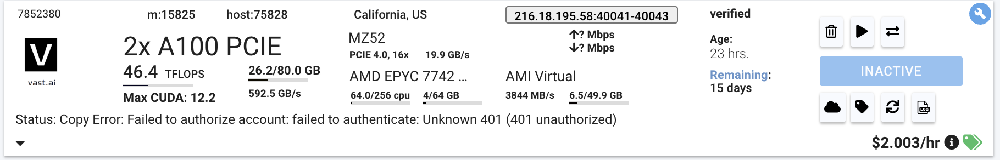 7852380
m:15825
host:75828
California, US
216.18.195.58:40041-40043
verified
V
vast.ai
2x A100 PCIE
46.4 TFLOPS
26.2/80.0 GB
592.5 GB/s
Max CUDA: 12.2
MZ52
PCIE 4.0, 16x 19.9 GB/s
AMD EPYC 7742 ...
64.0/256 cpu 4/64 GB
↑? Mbps
↓? Mbps
AMI Virtual
3844 MB/s 6.5/49.9 GB
Age:
23 hrs.
Remaining:
15 days
INACTIVE
LOG
Status: Copy Error: Failed to authorize account: failed to authenticate: Unknown 401 (401 unauthorized)
$2.003/hr